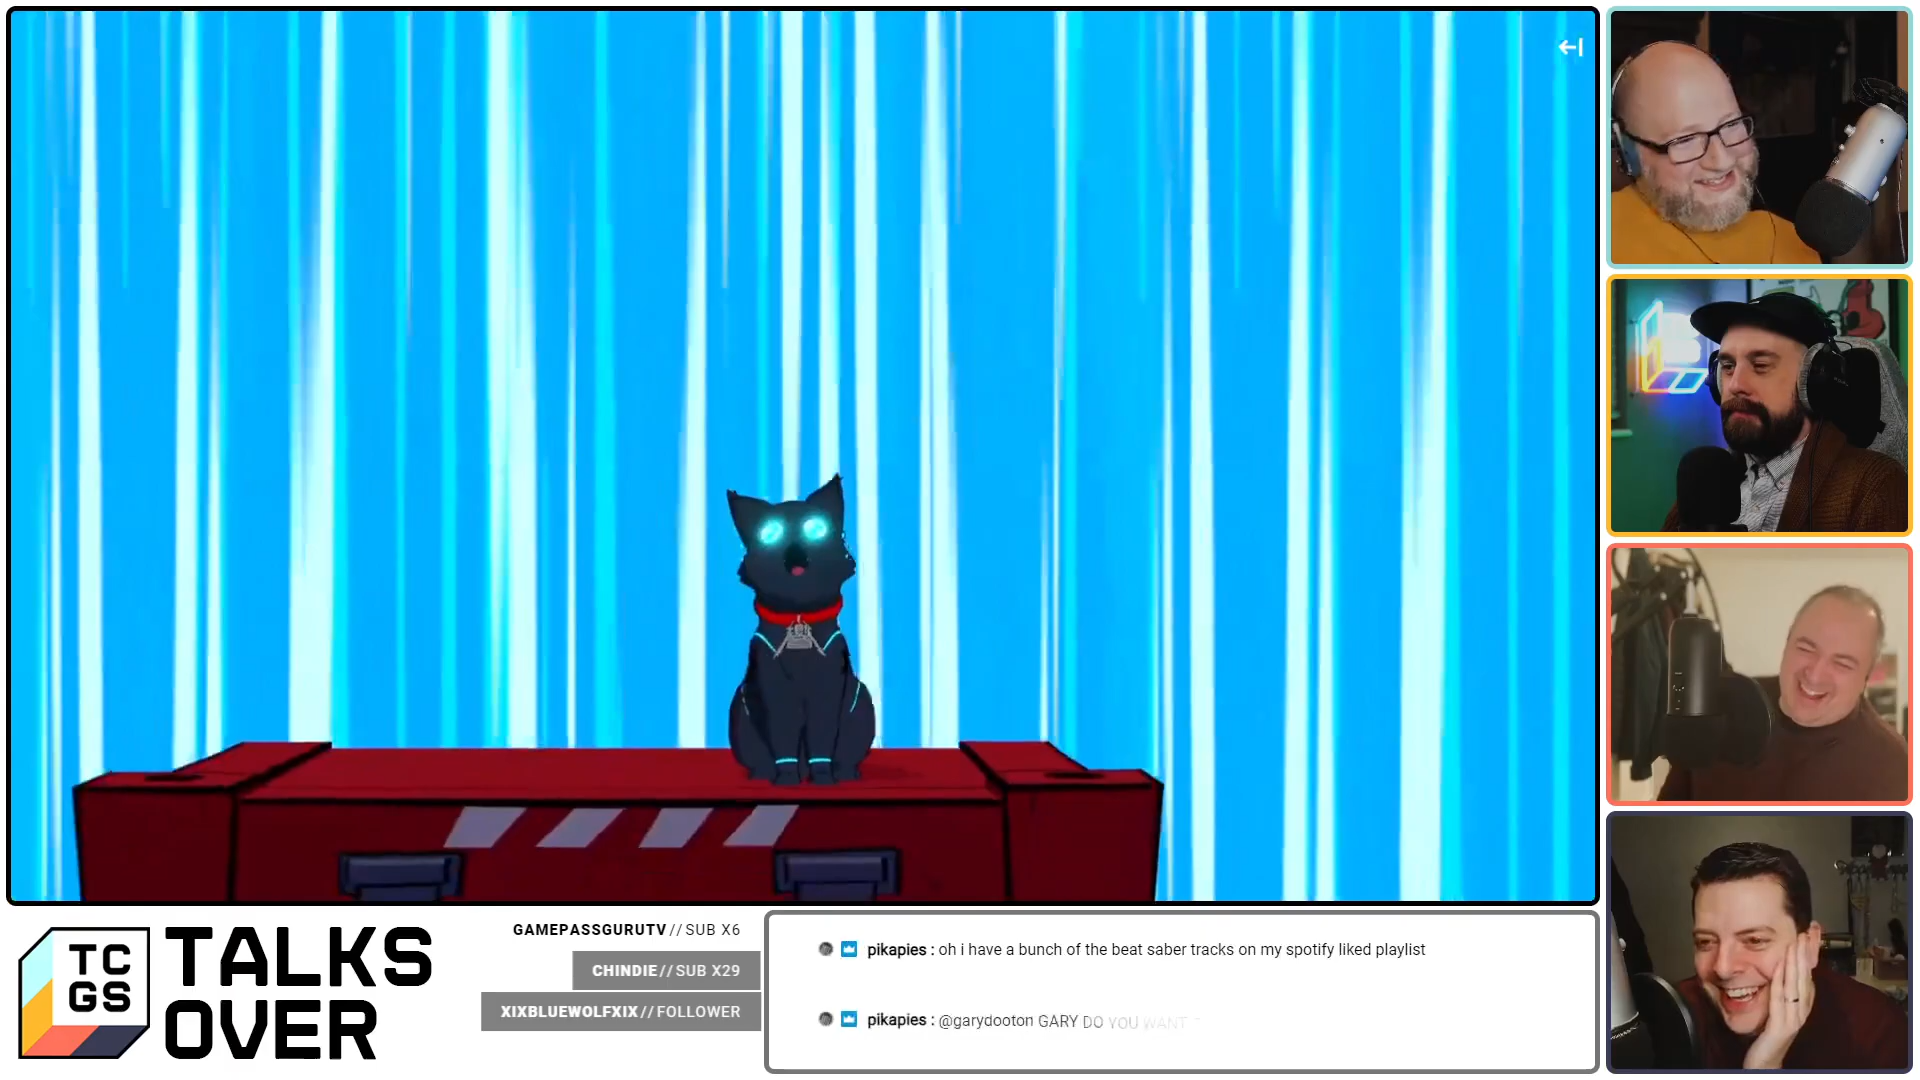 TC
GS
TALKS
OVER
GAMEPASSGURUTV // SUB X6
CHINDIE // SUB X29
XIXBLUEWOLFXIX // FOLLOWER
pikapies : oh i have a bunch of the beat saber tracks on my spotify liked playlist
pikapies : @garydooton GARY DO YOU WANT